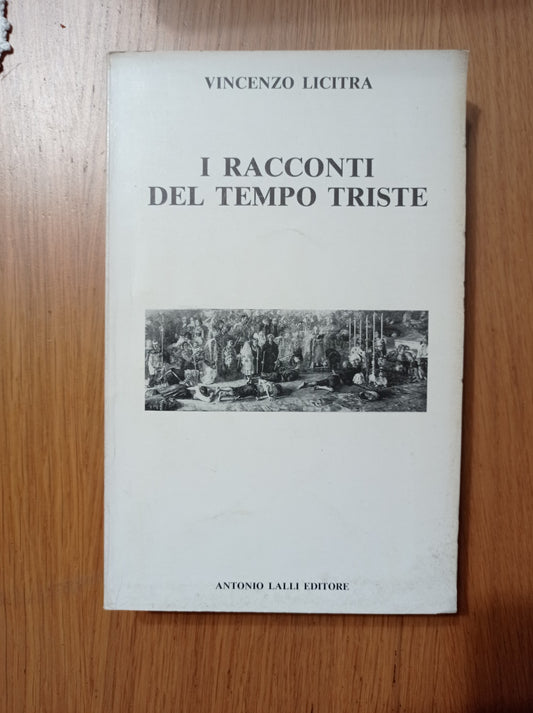 VINCENZO LICITRA
I RACCONTI
DEL TEMPO TRISTE
ANTONIO LALLI EDITORE